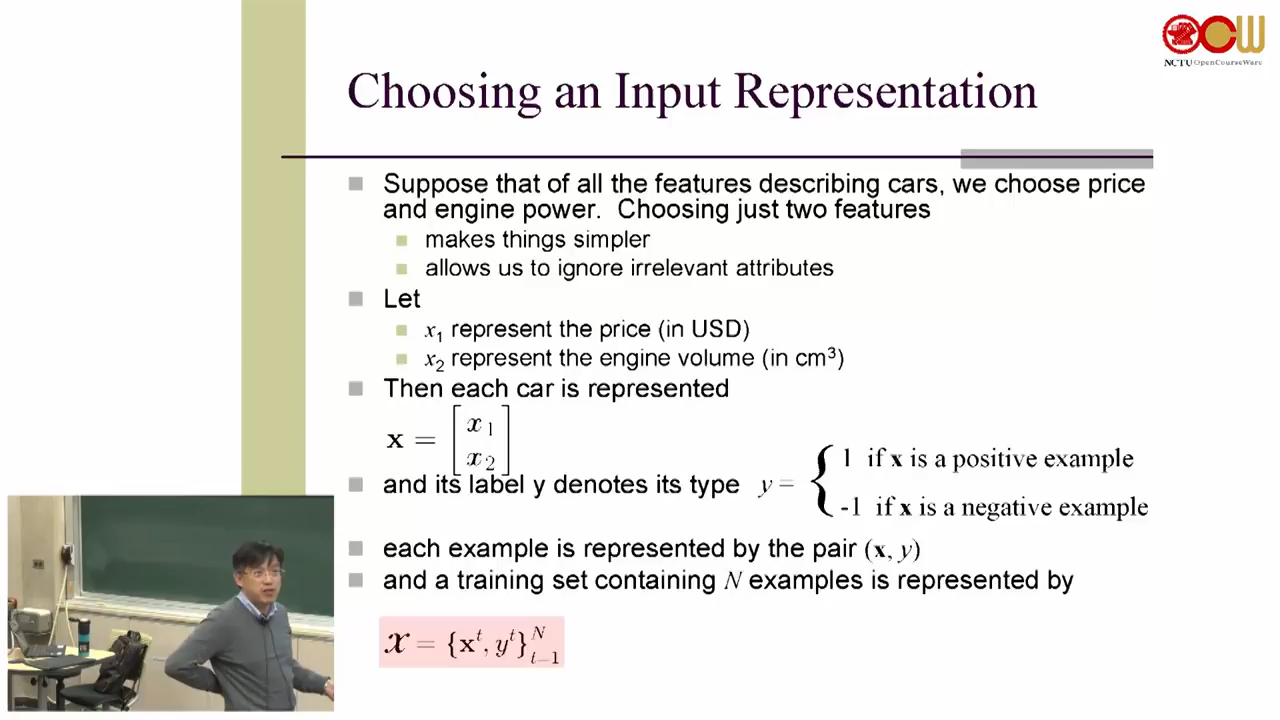 OCW
NCTU OpenCourseWare
Choosing an Input Representation
Suppose that of all the features describing cars, we choose price
and engine power. Choosing just two features
makes things simpler
allows us to ignore irrelevant attributes
Let
x₁ represent the price (in USD)
x₂ represent the engine volume (in cm³)
Then each car is represented
x = [x₁
x₂]
and its label y denotes its type y = { 1 if x is a positive example
-1 if x is a negative example
each example is represented by the pair (x, y)
and a training set containing N examples is represented by
𝒳 = {xᵗ, yᵗ}ᴺₜ₌₁